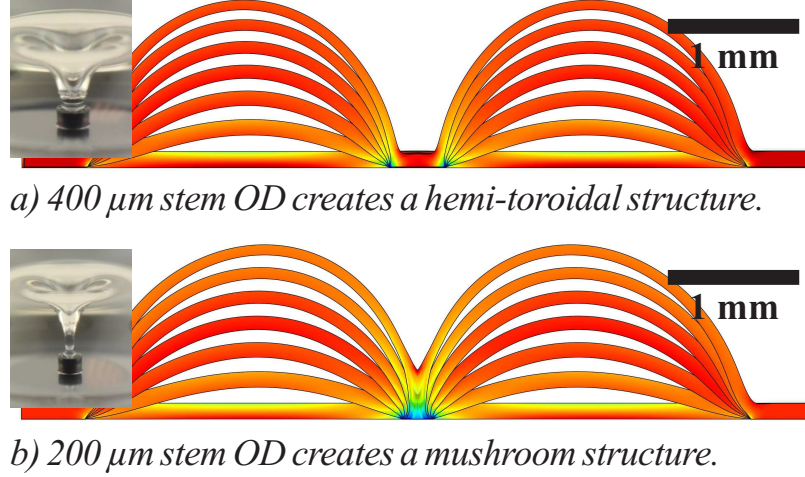 1 mm
a) 400 µm stem OD creates a hemi-toroidal structure.
1 mm
b) 200 µm stem OD creates a mushroom structure.